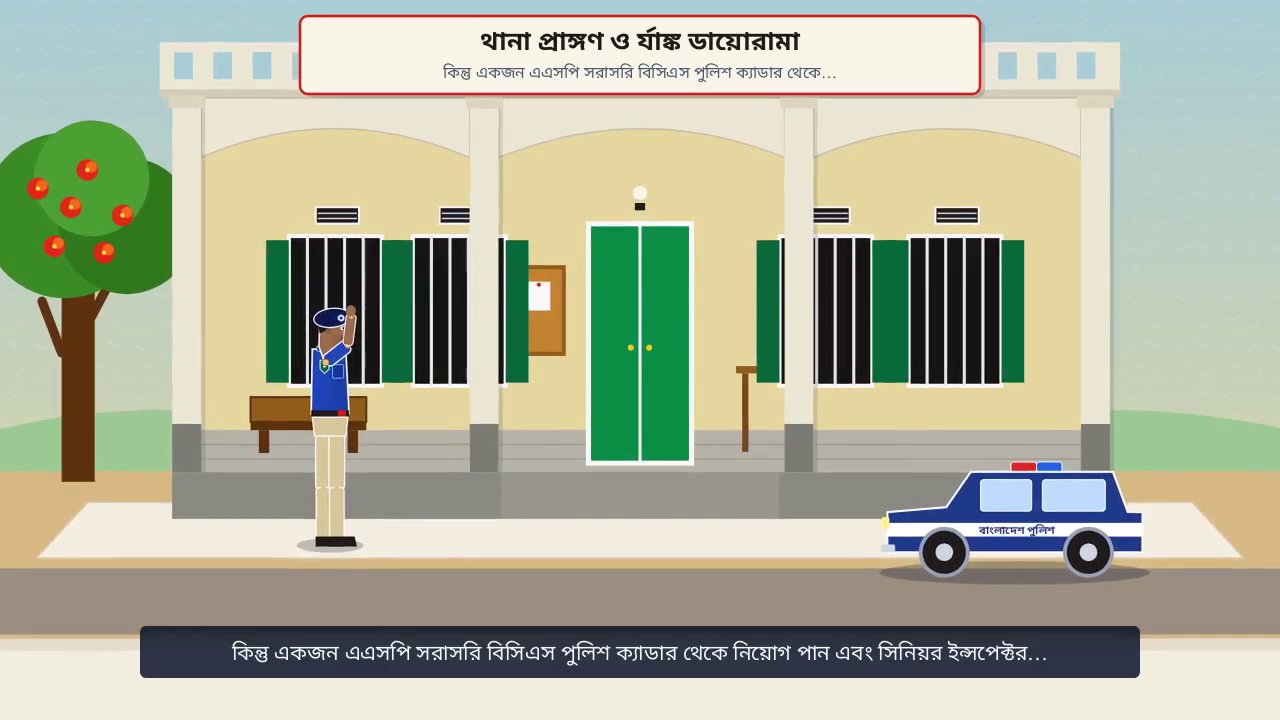 থানা প্রাঙ্গণ ও র্যাঙ্ক ডায়োরামা
কিন্তু একজন এএসপি সরাসরি বিসিএস পুলিশ ক্যাডার থেকে...
বাংলাদেশ পুলিশ
কিন্তু একজন এএসপি সরাসরি বিসিএস পুলিশ ক্যাডার থেকে নিয়োগ পান এবং সিনিয়র ইন্সপেক্টর...